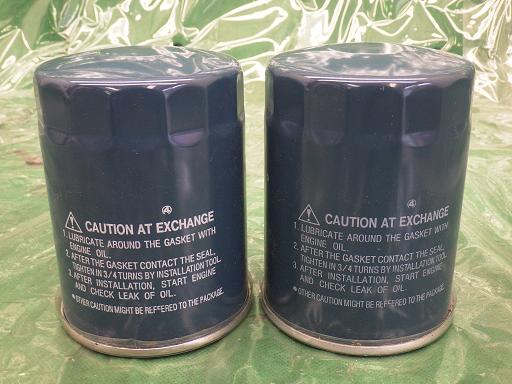 ④
⚠ CAUTION AT EXCHANGE
1. LUBRICATE AROUND THE GASKET WITH
ENGINE OIL.
2. AFTER THE GASKET CONTACT THE SEAL,
TIGHTEN IN 3/4 TURNS BY INSTALLATION TOOL.
3. AFTER INSTALLATION, START ENGINE
AND CHECK LEAK OF OIL.
● OTHER CAUTION MIGHT BE REFFERED TO THE PACKAGE.
④
⚠ CAUTION AT EXCHANGE
1. LUBRICATE AROUND THE GASKET WITH
ENGINE OIL.
2. AFTER THE GASKET CONTACT THE SEAL,
TIGHTEN IN 3/4 TURNS BY INSTALLATION TOOL.
3. AFTER INSTALLATION, START ENGINE
AND CHECK LEAK OF OIL.
● OTHER CAUTION MIGHT BE REFFERED TO THE PACKAGE.